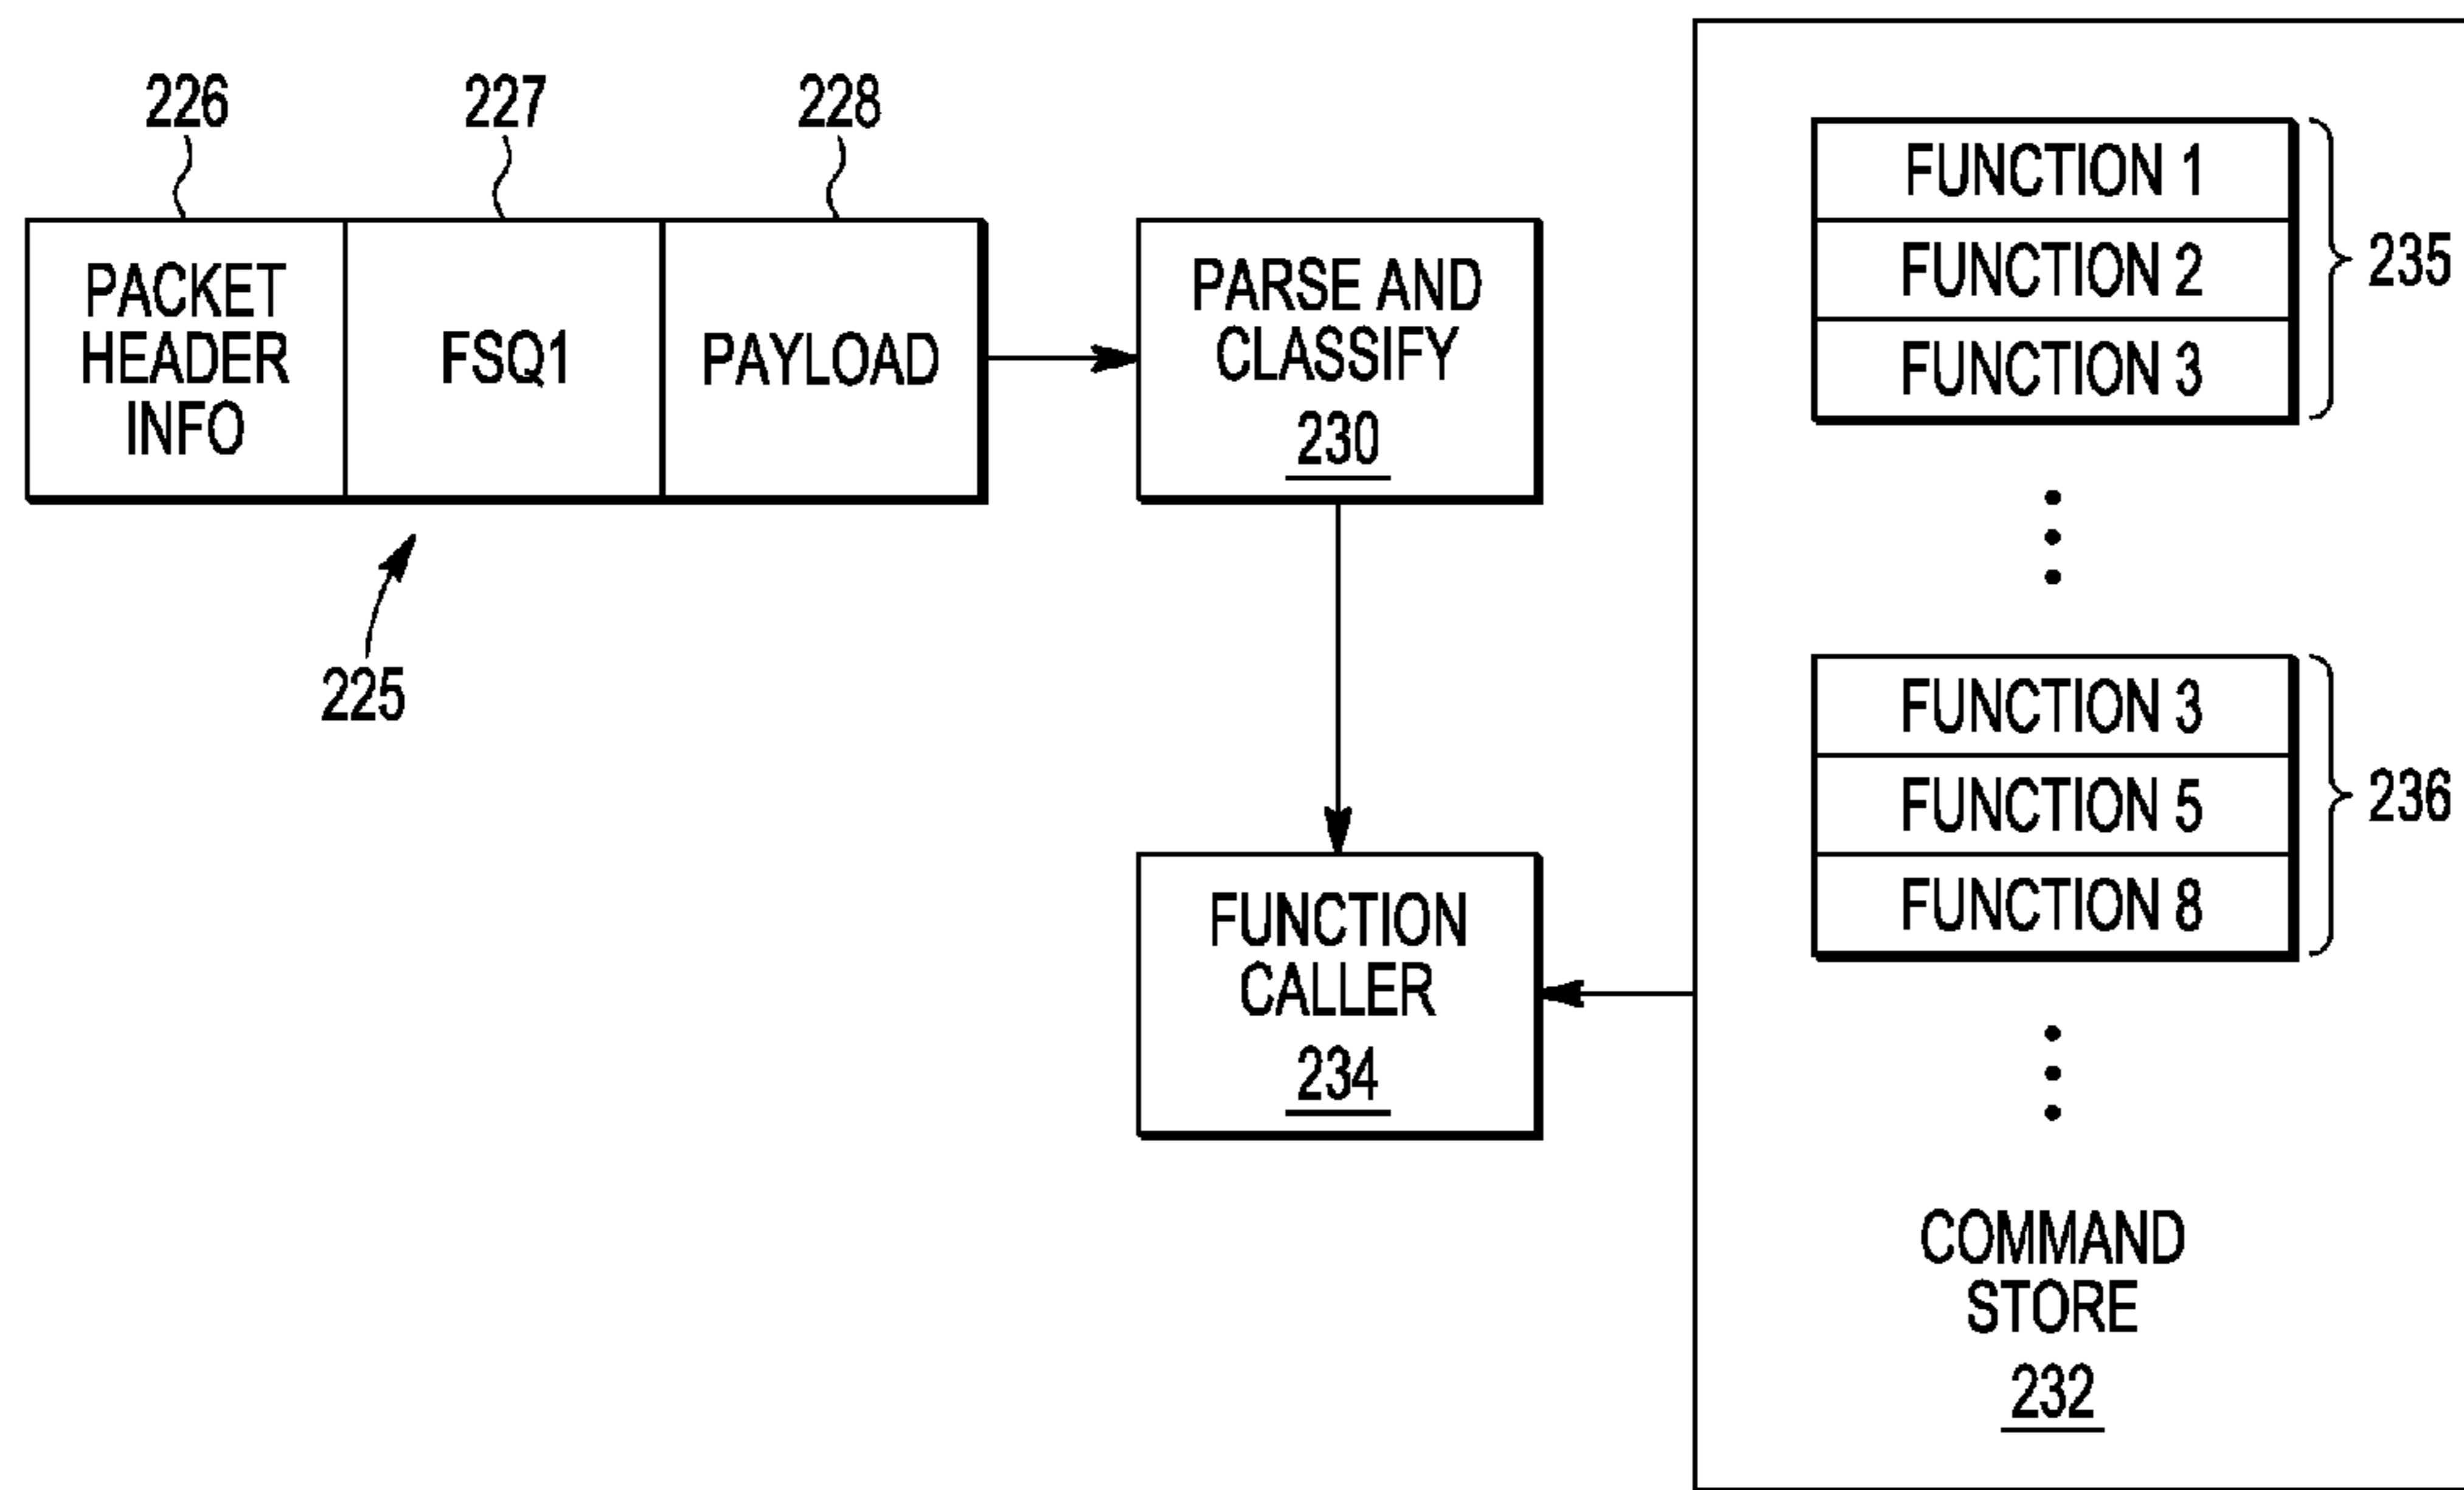 226
227
228
PACKET
HEADER
INFO
FSQ1
PAYLOAD
225
PARSE AND
CLASSIFY
230
FUNCTION
CALLER
234
FUNCTION 1
FUNCTION 2
FUNCTION 3
235
FUNCTION 3
FUNCTION 5
FUNCTION 8
236
COMMAND
STORE
232